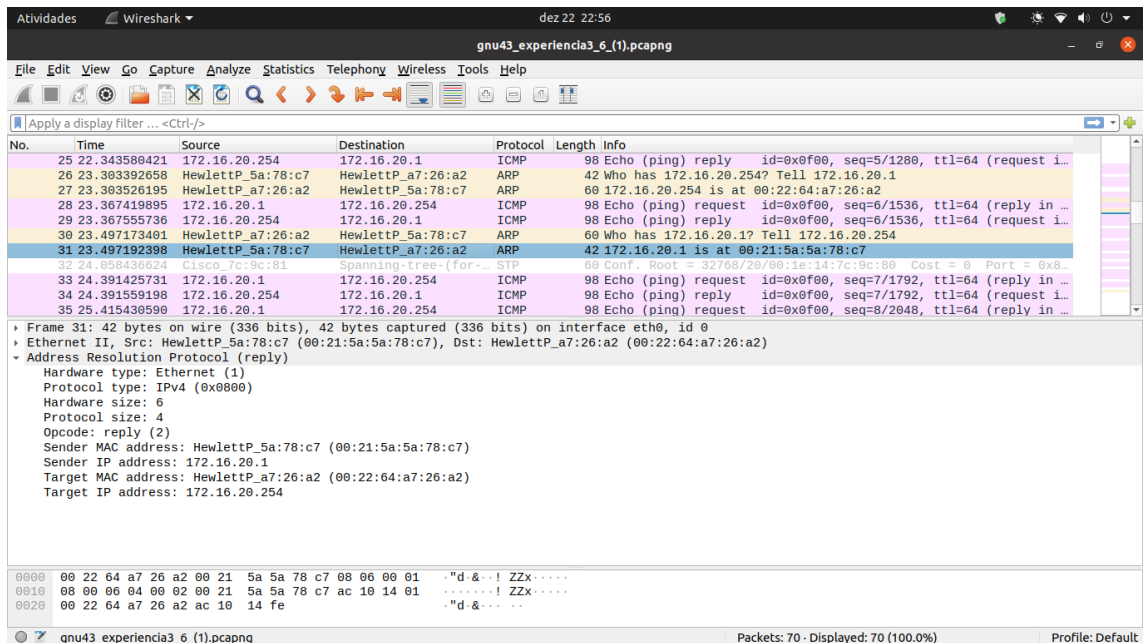 Atividades Wireshark dez 22 22:56
gnu43_experiencia3_6_(1).pcapng
File Edit View Go Capture Analyze Statistics Telephony Wireless Tools Help
Apply a display filter … <Ctrl-/>
No. Time Source Destination Protocol Length Info
25 22.343580421 172.16.20.254 172.16.20.1 ICMP 98 Echo (ping) reply id=0x0f00, seq=5/1280, ttl=64 (request i…
26 23.303392658 HewlettP_5a:78:c7 HewlettP_a7:26:a2 ARP 42 Who has 172.16.20.254? Tell 172.16.20.1
27 23.303526195 HewlettP_a7:26:a2 HewlettP_5a:78:c7 ARP 60 172.16.20.254 is at 00:22:64:a7:26:a2
28 23.367419895 172.16.20.1 172.16.20.254 ICMP 98 Echo (ping) request id=0x0f00, seq=6/1536, ttl=64 (reply in …
29 23.367555736 172.16.20.254 172.16.20.1 ICMP 98 Echo (ping) reply id=0x0f00, seq=6/1536, ttl=64 (request i…
30 23.497173401 HewlettP_a7:26:a2 HewlettP_5a:78:c7 ARP 60 Who has 172.16.20.1? Tell 172.16.20.254
31 23.497192398 HewlettP_5a:78:c7 HewlettP_a7:26:a2 ARP 42 172.16.20.1 is at 00:21:5a:5a:78:c7
32 24.058436624 Cisco_7c:9c:81 Spanning-tree-(for-… STP 60 Conf. Root = 32768/20/00:1e:14:7c:9c:80 Cost = 0 Port = 0x8…
33 24.391425731 172.16.20.1 172.16.20.254 ICMP 98 Echo (ping) request id=0x0f00, seq=7/1792, ttl=64 (reply in …
34 24.391559198 172.16.20.254 172.16.20.1 ICMP 98 Echo (ping) reply id=0x0f00, seq=7/1792, ttl=64 (request i…
35 25.415430590 172.16.20.1 172.16.20.254 ICMP 98 Echo (ping) request id=0x0f00, seq=8/2048, ttl=64 (reply in …
Frame 31: 42 bytes on wire (336 bits), 42 bytes captured (336 bits) on interface eth0, id 0
Ethernet II, Src: HewlettP_5a:78:c7 (00:21:5a:5a:78:c7), Dst: HewlettP_a7:26:a2 (00:22:64:a7:26:a2)
Address Resolution Protocol (reply)
Hardware type: Ethernet (1)
Protocol type: IPv4 (0x0800)
Hardware size: 6
Protocol size: 4
Opcode: reply (2)
Sender MAC address: HewlettP_5a:78:c7 (00:21:5a:5a:78:c7)
Sender IP address: 172.16.20.1
Target MAC address: HewlettP_a7:26:a2 (00:22:64:a7:26:a2)
Target IP address: 172.16.20.254
0000 00 22 64 a7 26 a2 00 21 5a 5a 78 c7 08 06 00 01 ·"d·&··! ZZx·····
0010 08 00 06 04 00 02 00 21 5a 5a 78 c7 ac 10 14 01 ·······! ZZx·····
0020 00 22 64 a7 26 a2 ac 10 14 fe ·"d·&··· ··
gnu43_experiencia3_6_(1).pcapng Packets: 70 · Displayed: 70 (100.0%) Profile: Default